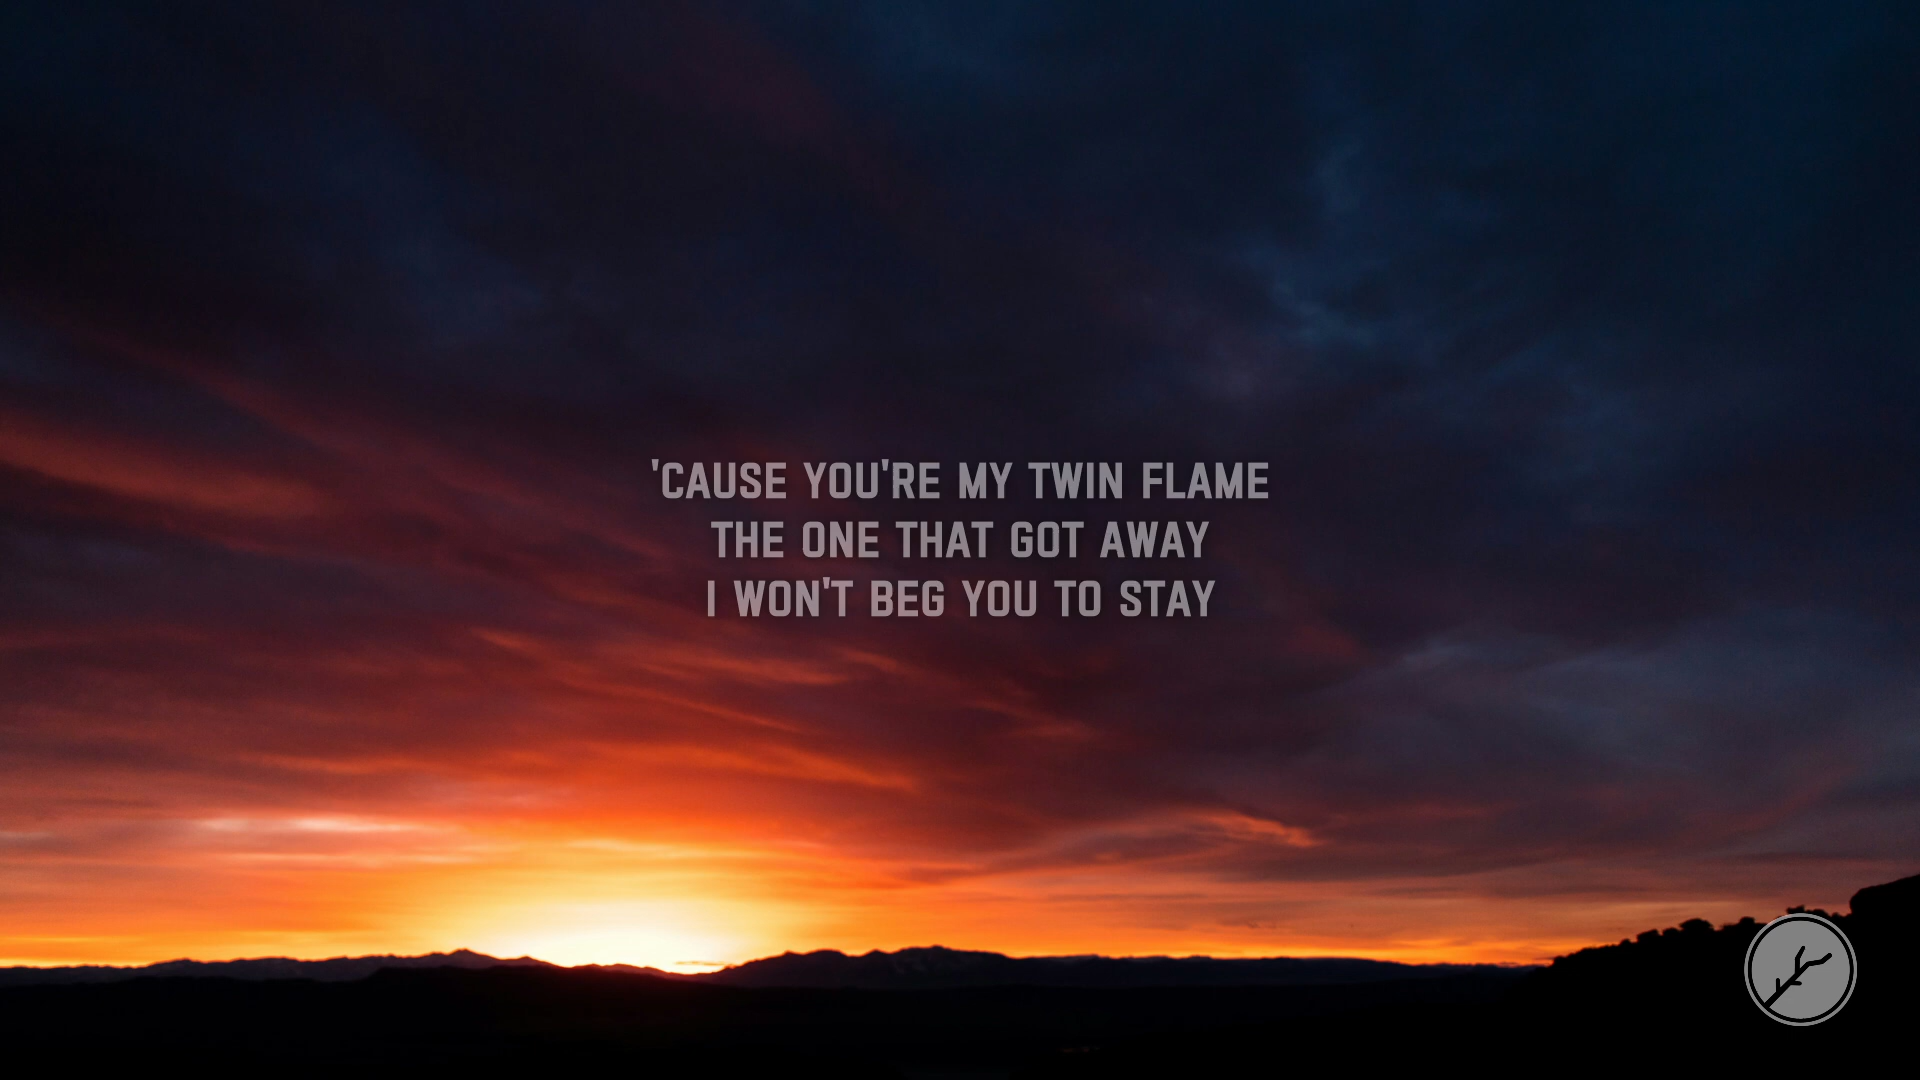 'CAUSE YOU'RE MY TWIN FLAME
THE ONE THAT GOT AWAY
I WON'T BEG YOU TO STAY